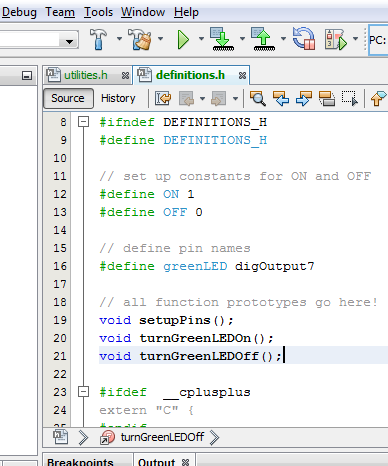 Debug Team Tools Window Help
PC:
utilities.h definitions.h
Source History
8 #ifndef DEFINITIONS_H
9 #define DEFINITIONS_H
10
11 // set up constants for ON and OFF
12 #define ON 1
13 #define OFF 0
14
15 // define pin names
16 #define greenLED digOutput7
17
18 // all function prototypes go here!
19 void setupPins();
20 void turnGreenLEDOn();
21 void turnGreenLEDOff();
22
23 #ifdef __cplusplus
24 extern "C" {
#endif
turnGreenLEDOff
Breakpoints Output